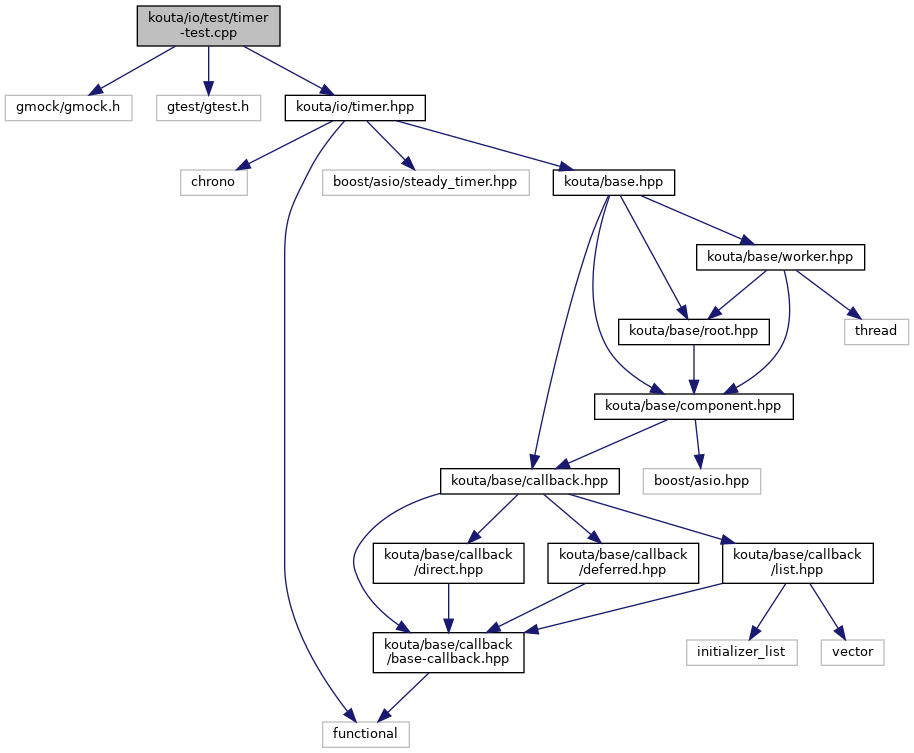 kouta/io/test/timer
-test.cpp
gmock/gmock.h
gtest/gtest.h
kouta/io/timer.hpp
chrono
boost/asio/steady_timer.hpp
kouta/base.hpp
kouta/base/worker.hpp
kouta/base/root.hpp
thread
kouta/base/component.hpp
kouta/base/callback.hpp
boost/asio.hpp
kouta/base/callback
/direct.hpp
kouta/base/callback
/deferred.hpp
kouta/base/callback
/list.hpp
kouta/base/callback
/base-callback.hpp
initializer_list
vector
functional